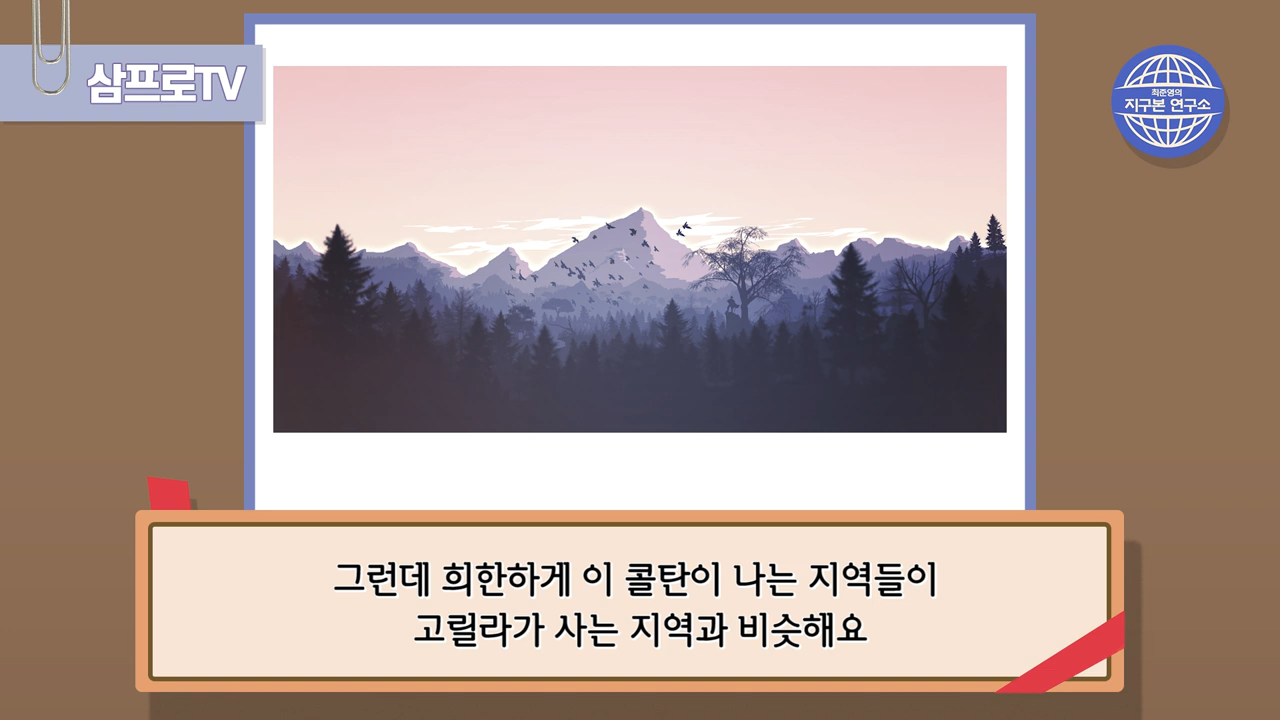 삼프로TV
최준영의
지구본 연구소
그런데 희한하게 이 콜탄이 나는 지역들이
고릴라가 사는 지역과 비슷해요